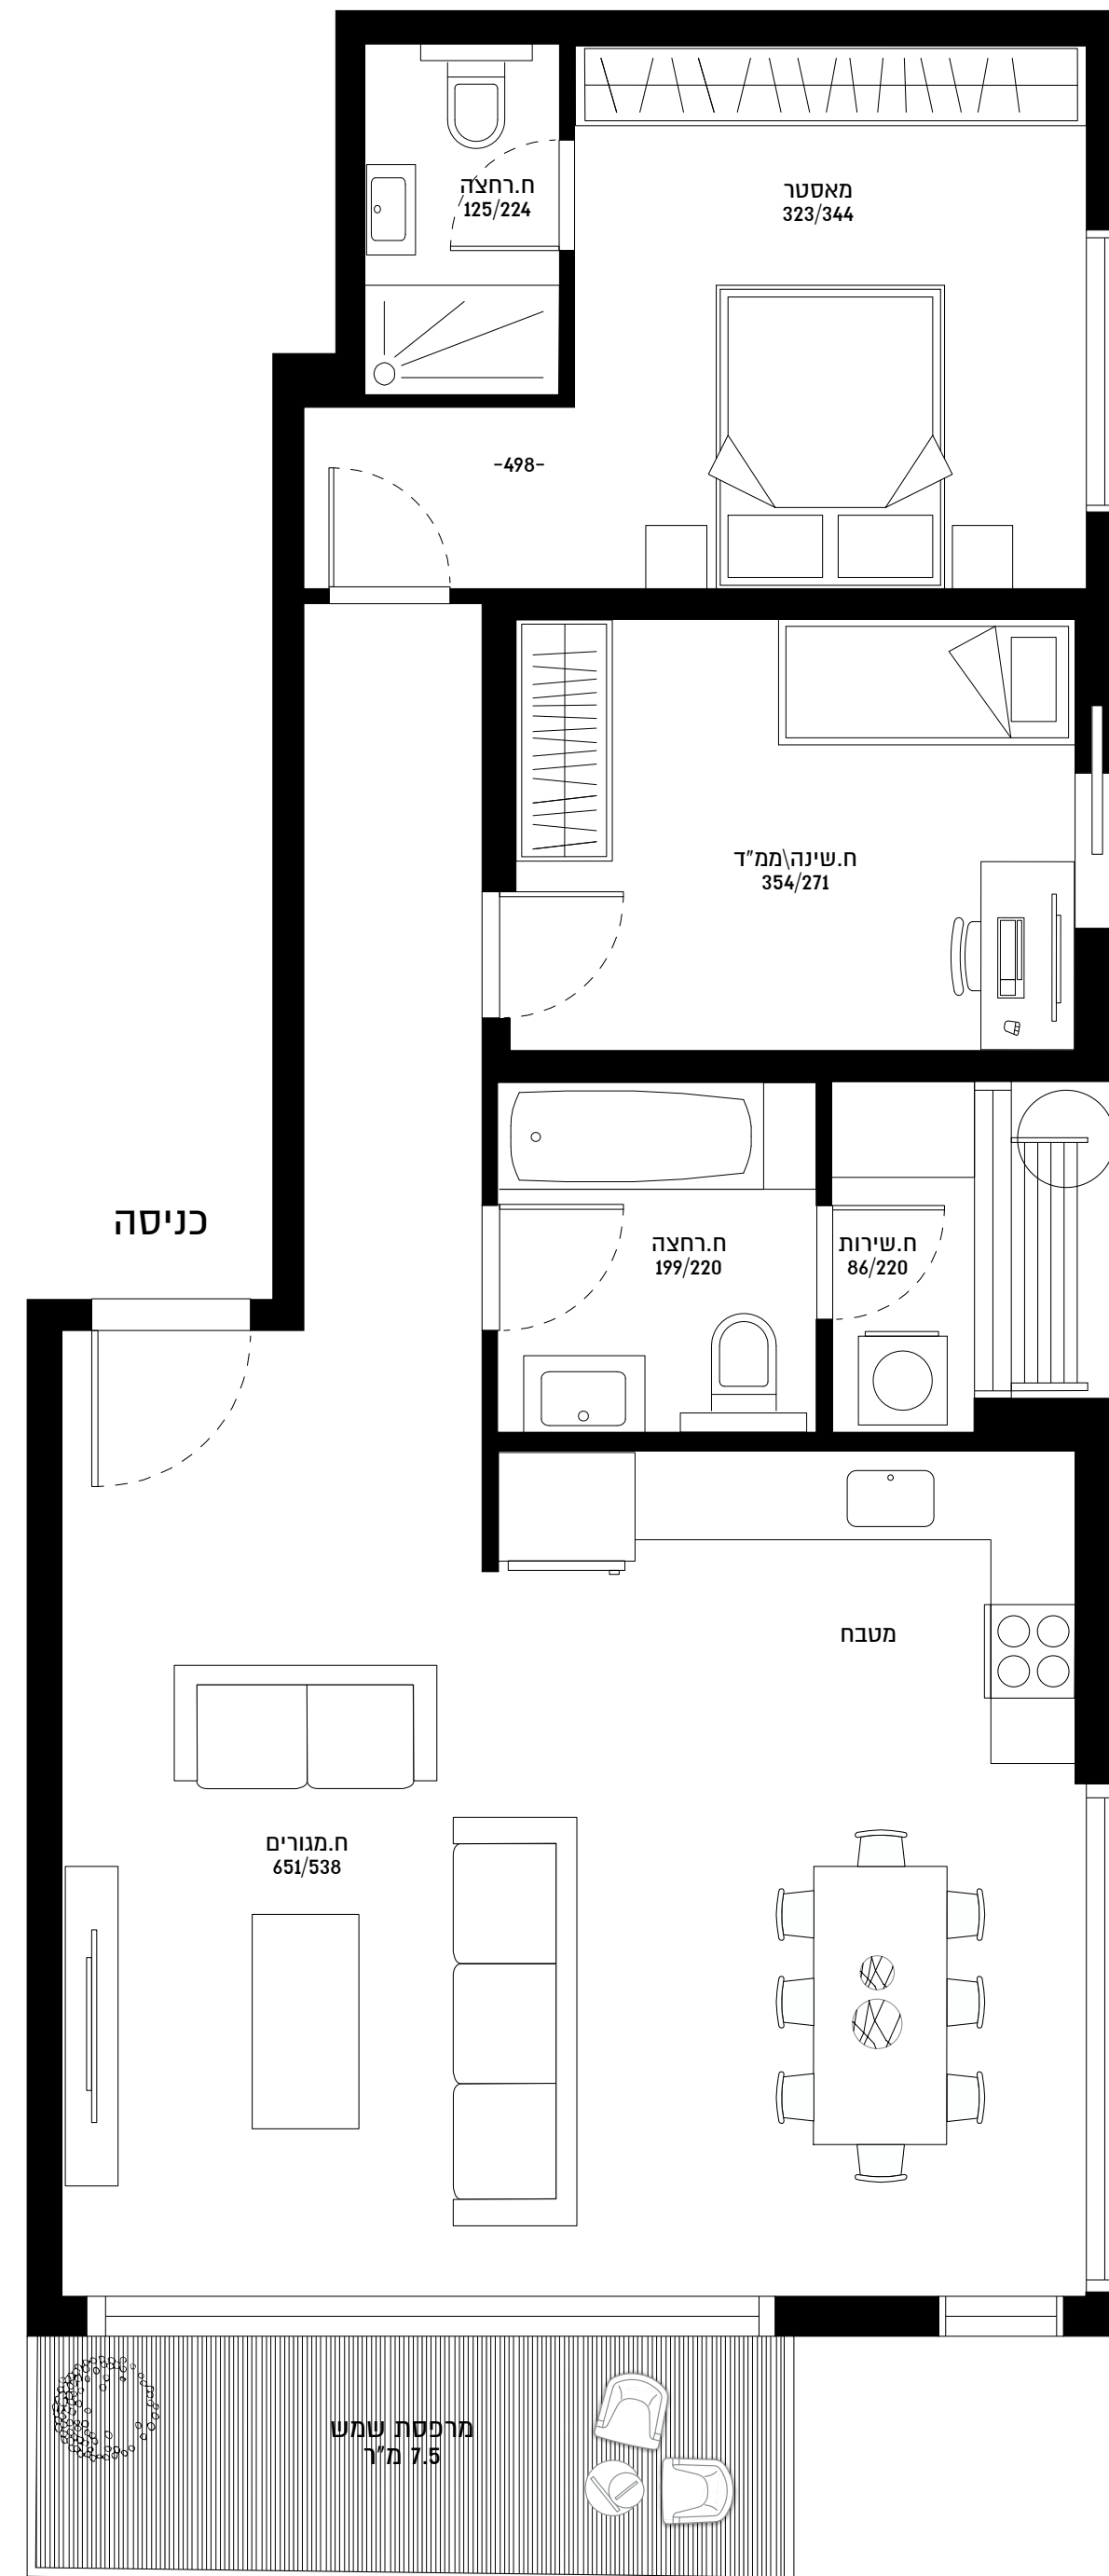 ח.רחצה
125/224
מאסטר
323/344
-498-
ח.שינה\ממ"ד
354/271
כניסה
ח.רחצה
199/220
ח.שירות
86/220
מטבח
ח.מגורים
651/538
מרפסת שמש
7.5 מ"ר